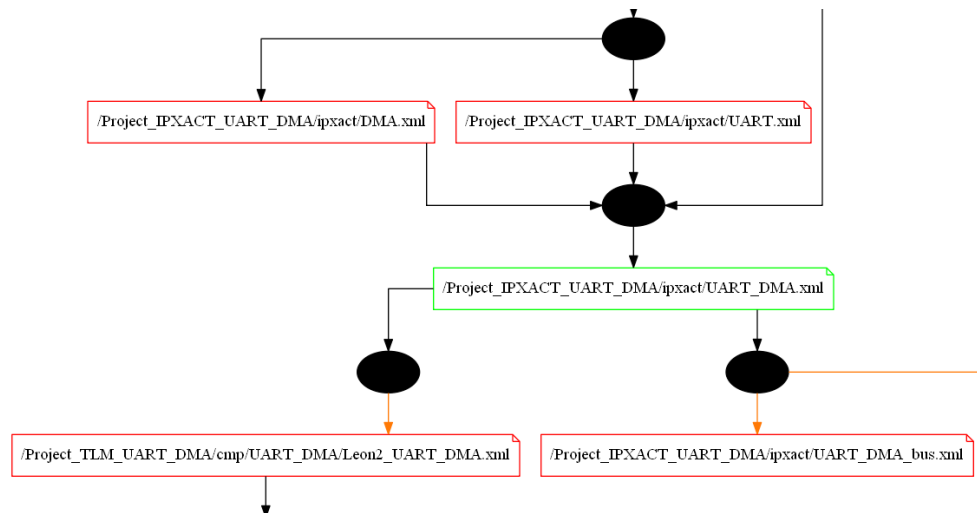 /Project_IPXACT_UART_DMA/ipxact/DMA.xml
/Project_IPXACT_UART_DMA/ipxact/UART.xml
/Project_IPXACT_UART_DMA/ipxact/UART_DMA.xml
/Project_TLM_UART_DMA/cmp/UART_DMA/Leon2_UART_DMA.xml
/Project_IPXACT_UART_DMA/ipxact/UART_DMA_bus.xml